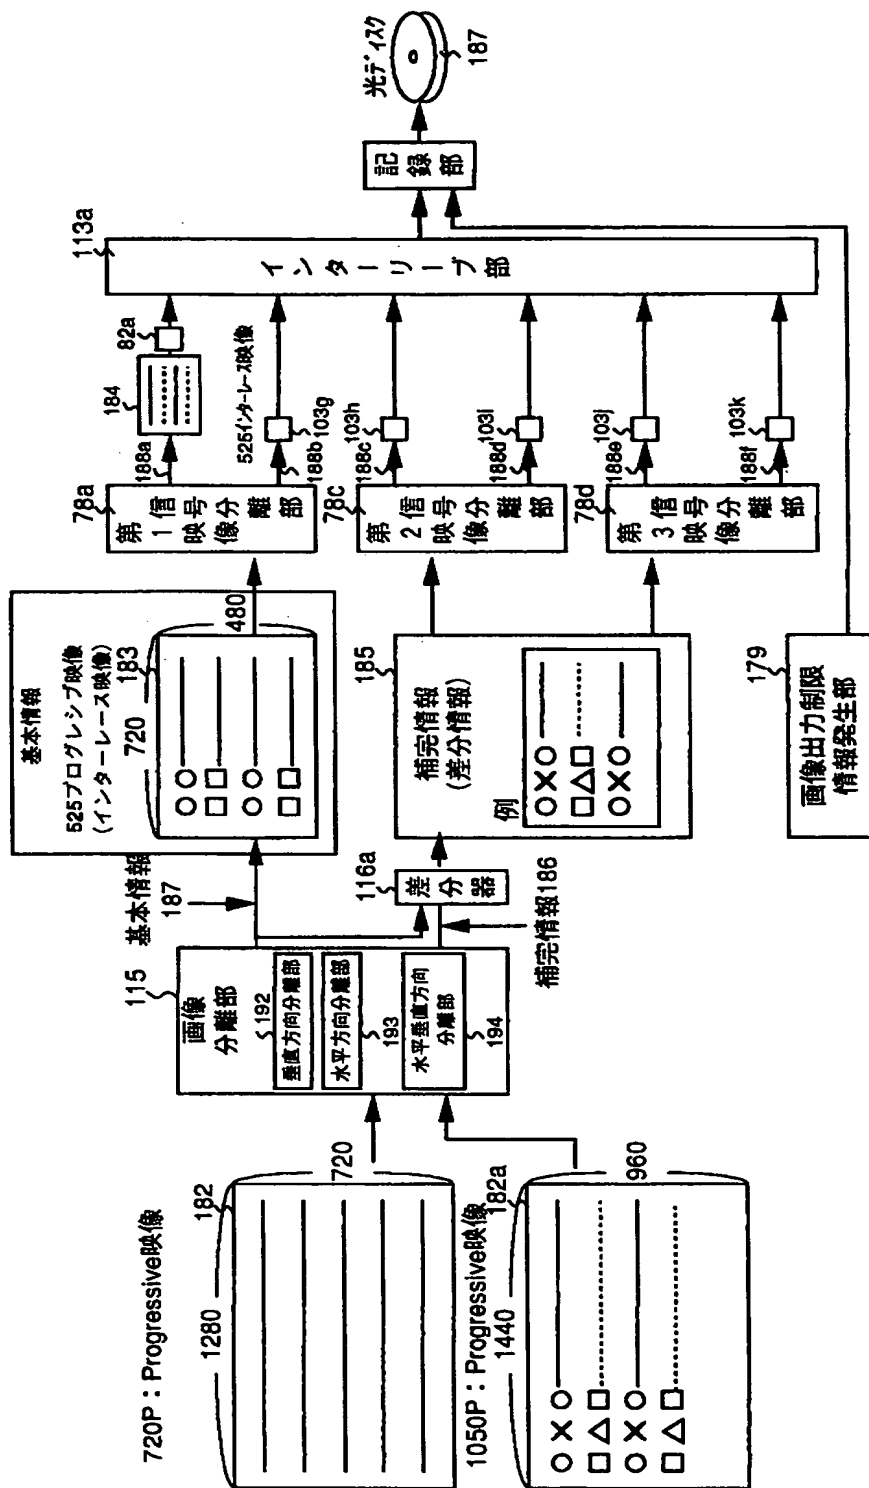 720P：Progressive映像
1280
182
720
1050P：Progressive映像
1440
182a
960
115
画像
分離部
192
垂直方向分離部
水平方向分離部
193
水平垂直方向
分離部
194
基本情報
187
補完情報186
116a
差分器
基本情報
525プログレシブ映像
(インターレース映像)
720
183
480
185
補完情報
(差分情報)
例
179
画像出力制限
情報発生部
78a
第1映像信号分離部
188a
184
82a
525インターレース映像
188b
103g
78c
第2映像信号分離部
188c
103h
188d
103i
78d
第3映像信号分離部
188e
103j
188f
103k
113a
インターリーブ部
記録部
光ディスク
187